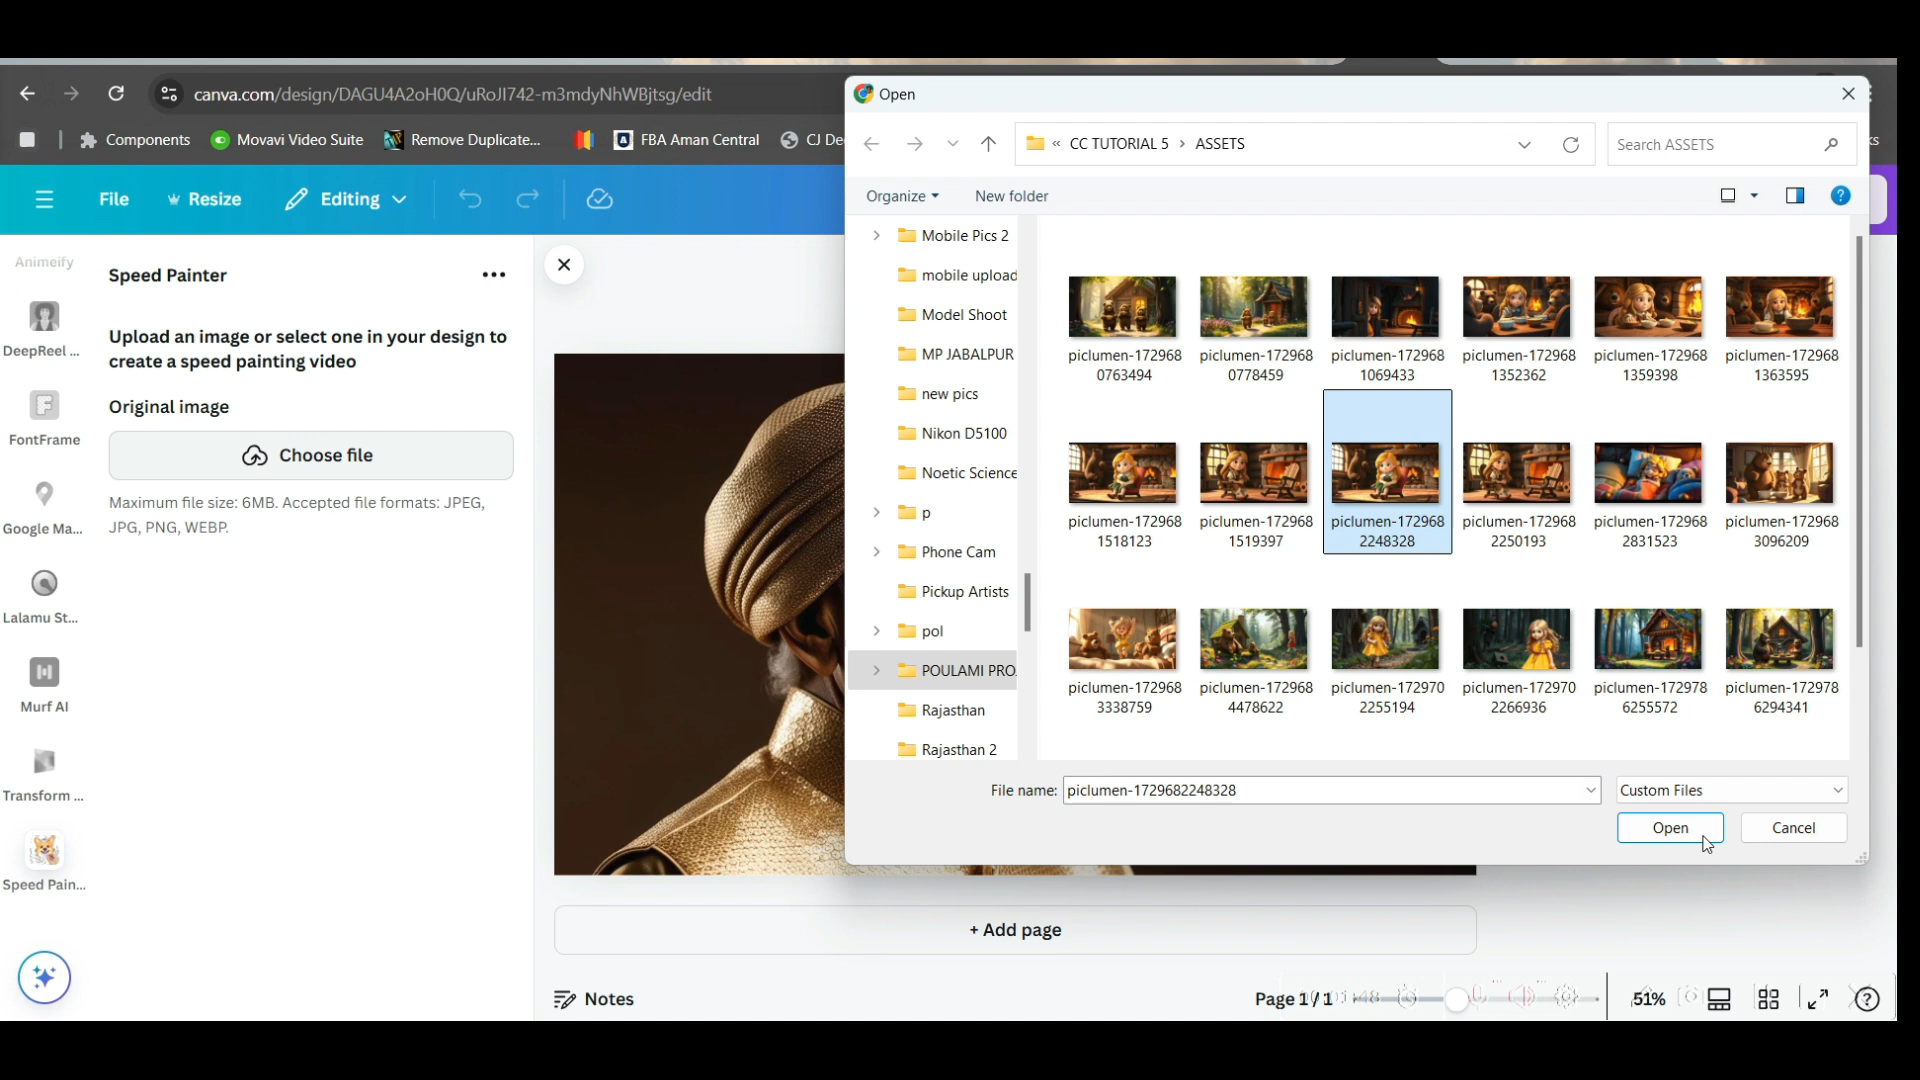 canva.com/design/DAGU4A2oH0Q/uRoJI742-m3mdyNhWBjtsg/edit
Components
Movavi Video Suite
Remove Duplicate...
FBA Aman Central
CJ De
File
Resize
Editing
Animeify
DeepReel ...
FontFrame
Google Ma...
Lalamu St...
Murf AI
Transform ...
Speed Pain...
Speed Painter
Upload an image or select one in your design to
create a speed painting video
Original image
Choose file
Maximum file size: 6MB. Accepted file formats: JPEG,
JPG, PNG, WEBP.
+ Add page
Notes
Page 1 / 1
51%
Open
« CC TUTORIAL 5 > ASSETS
Search ASSETS
Organize
New folder
Mobile Pics 2
mobile upload
Model Shoot
MP JABALPUR
new pics
Nikon D5100
Noetic Science
p
Phone Cam
Pickup Artists
pol
POULAMI PRO
Rajasthan
Rajasthan 2
piclumen-172968
0763494
piclumen-172968
0778459
piclumen-172968
1069433
piclumen-172968
1352362
piclumen-172968
1359398
piclumen-172968
1363595
piclumen-172968
1518123
piclumen-172968
1519397
piclumen-172968
2248328
piclumen-172968
2250193
piclumen-172968
2831523
piclumen-172968
3096209
piclumen-172968
3338759
piclumen-172968
4478622
piclumen-172970
2255194
piclumen-172970
2266936
piclumen-172978
6255572
piclumen-172978
6294341
File name: piclumen-1729682248328
Custom Files
Open
Cancel